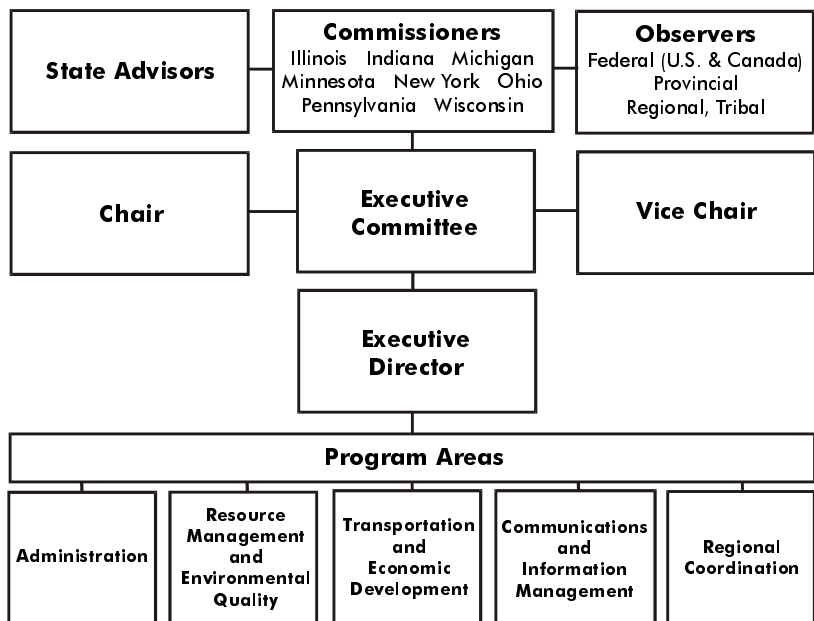 State Advisors
Commissioners
Illinois Indiana Michigan
Minnesota New York Ohio
Pennsylvania Wisconsin
Observers
Federal (U.S. & Canada)
Provincial
Regional, Tribal
Chair
Executive
Committee
Vice Chair
Executive
Director
Program Areas
Administration
Resource
Management
and
Environmental
Quality
Transportation
and
Economic
Development
Communications
and
Information
Management
Regional
Coordination